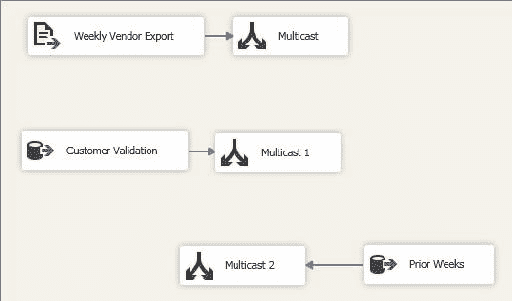 Weekly Vendor Export
Multicast
Customer Validation
Multicast 1
Multicast 2
Prior Weeks